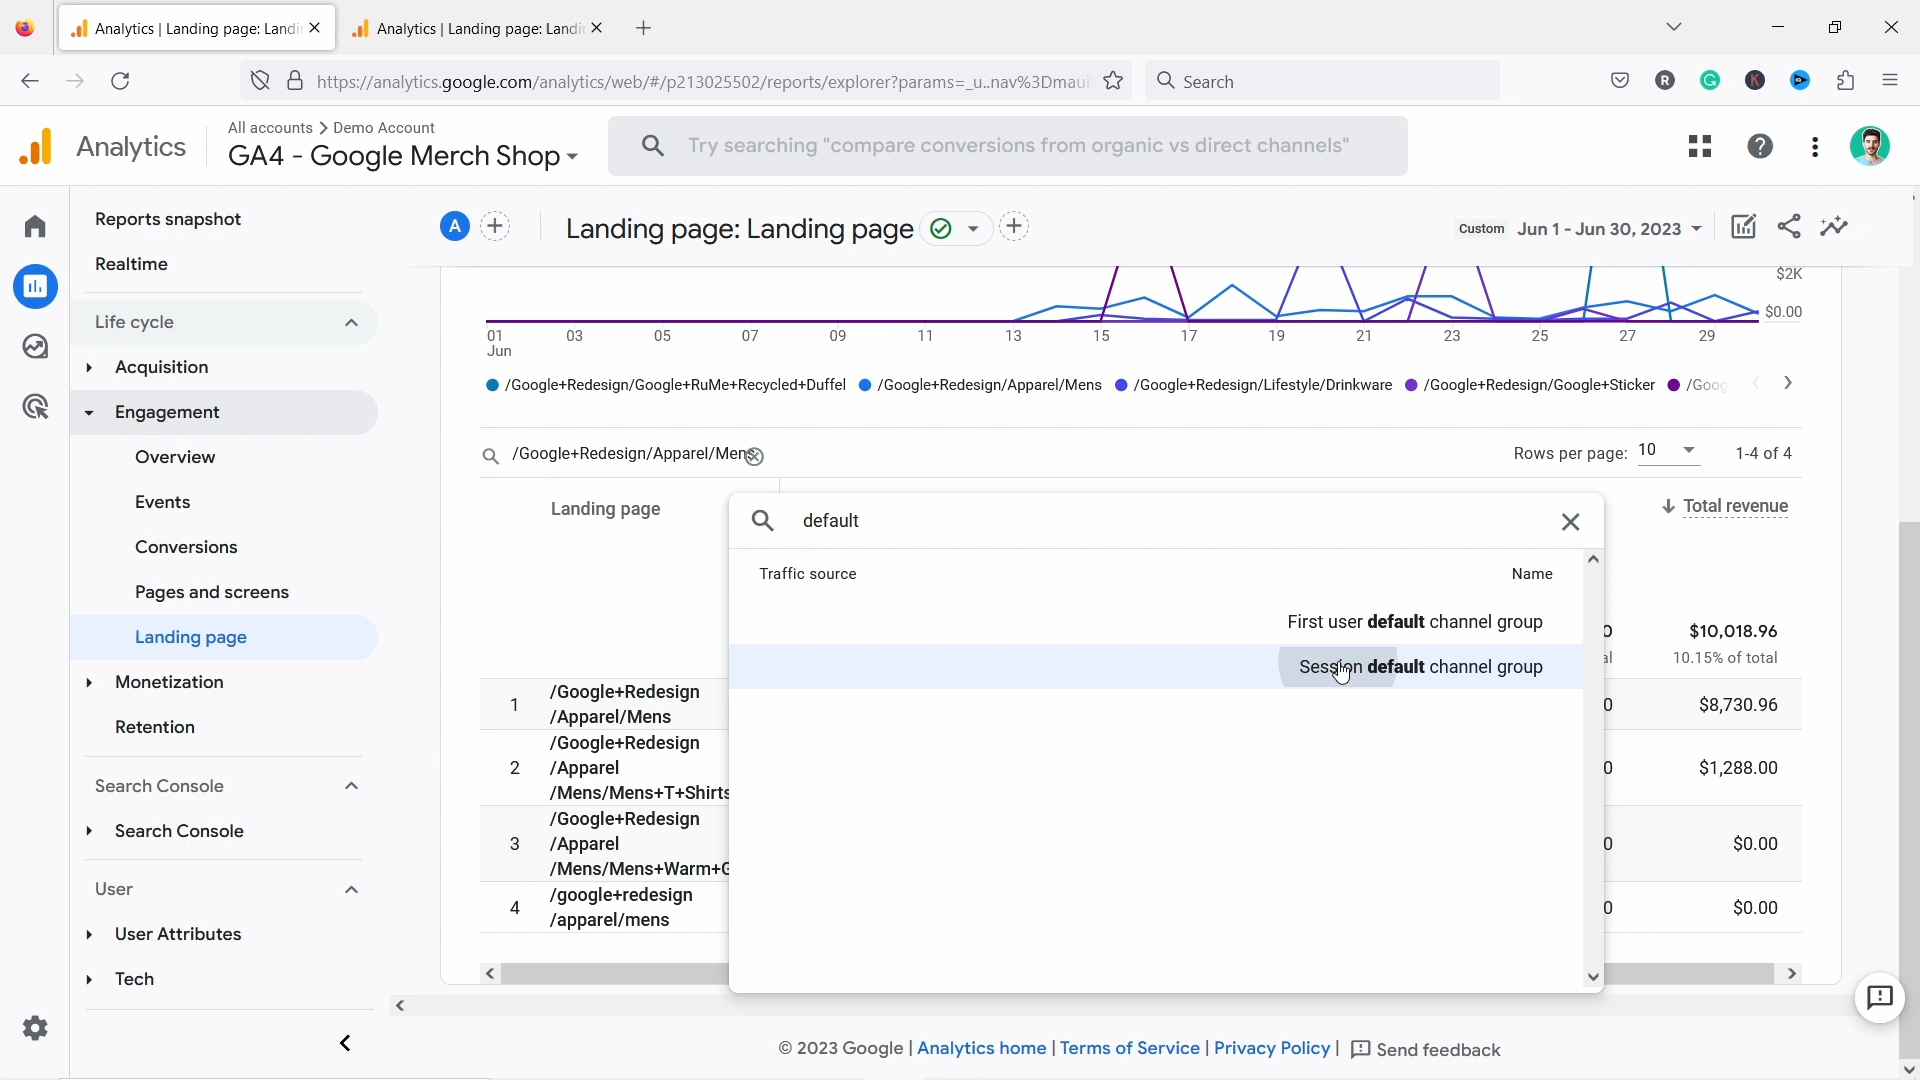 Analytics | Landing page: Landi
Analytics | Landing page: Landi
https://analytics.google.com/analytics/web/#/p213025502/reports/explorer?params=_u..nav%3Dmaui
Search
R
G
K
Analytics
All accounts > Demo Account
GA4 - Google Merch Shop
Try searching "compare conversions from organic vs direct channels"
Reports snapshot
Realtime
Life cycle
Acquisition
Engagement
Overview
Events
Conversions
Pages and screens
Landing page
Monetization
Retention
Search Console
Search Console
User
User Attributes
Tech
A
Landing page: Landing page
Custom Jun 1 - Jun 30, 2023
$2K
$0.00
01 03 05 07 09 11 13 15 17 19 21 23 25 27 29
Jun
/Google+Redesign/Google+RuMe+Recycled+Duffel /Google+Redesign/Apparel/Mens /Google+Redesign/Lifestyle/Drinkware /Google+Redesign/Google+Sticker /Goog
/Google+Redesign/Apparel/Mens
Rows per page: 10 1-4 of 4
Landing page
Total revenue
default
Traffic source Name
First user default channel group
Session default channel group
0 $10,018.96
al 10.15% of total
1 /Google+Redesign
/Apparel/Mens
0 $8,730.96
2 /Google+Redesign
/Apparel
/Mens/Mens+T+Shirts
0 $1,288.00
3 /Google+Redesign
/Apparel
/Mens/Mens+Warm+G
0 $0.00
4 /google+redesign
/apparel/mens
0 $0.00
© 2023 Google | Analytics home | Terms of Service | Privacy Policy | Send feedback